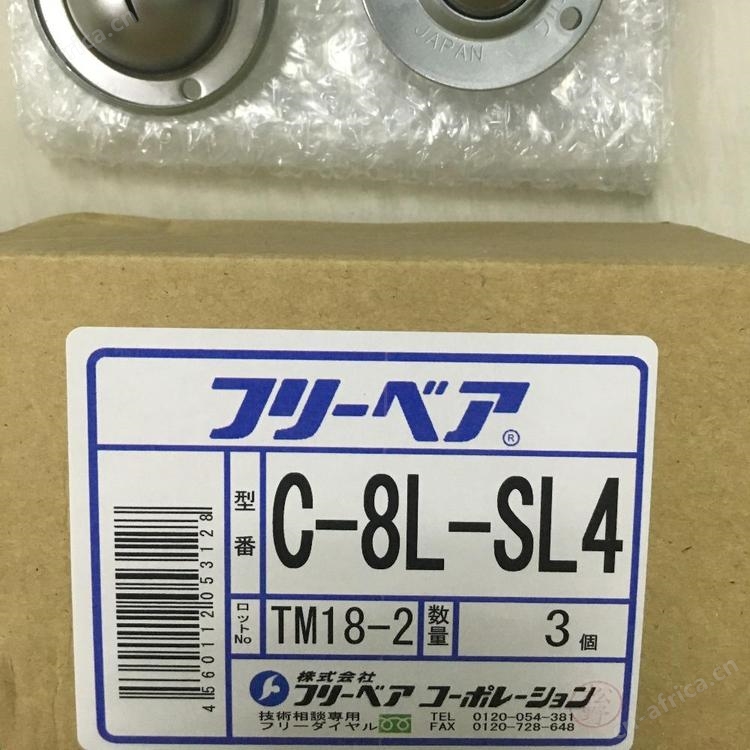 JAPAN
フリーベア®
型番
C-8L-SL4
ロットNo
TM18-2
数量
3個
4560112053128
株式会社
フリーベア コーポレーション
技術相談専用
フリーダイヤル
TEL 0120-054-381
FAX 0120-728-648